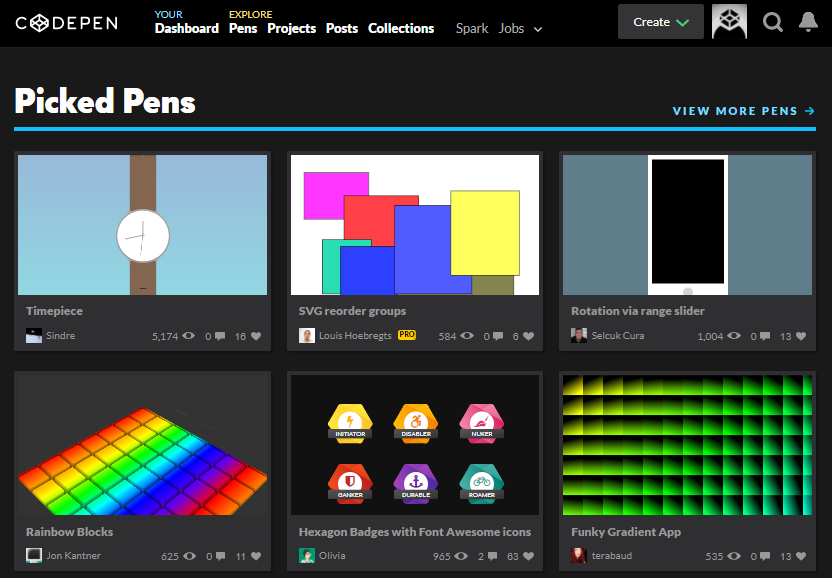 CODEPEN
YOUR
Dashboard
EXPLORE
Pens Projects Posts Collections
Spark Jobs
Create
Picked Pens
VIEW MORE PENS →
Timepiece
Sindre
5,174 0 16
SVG reorder groups
Louis Hoebregts PRO
584 0 6
Rotation via range slider
Selcuk Cura
1,004 0 13
INITIATOR DISABLER NUKER
GANKER DURABLE ROAMER
Rainbow Blocks
Jon Kantner
625 0 11
Hexagon Badges with Font Awesome icons
Olivia
965 2 63
Funky Gradient App
terabaud
535 0 13